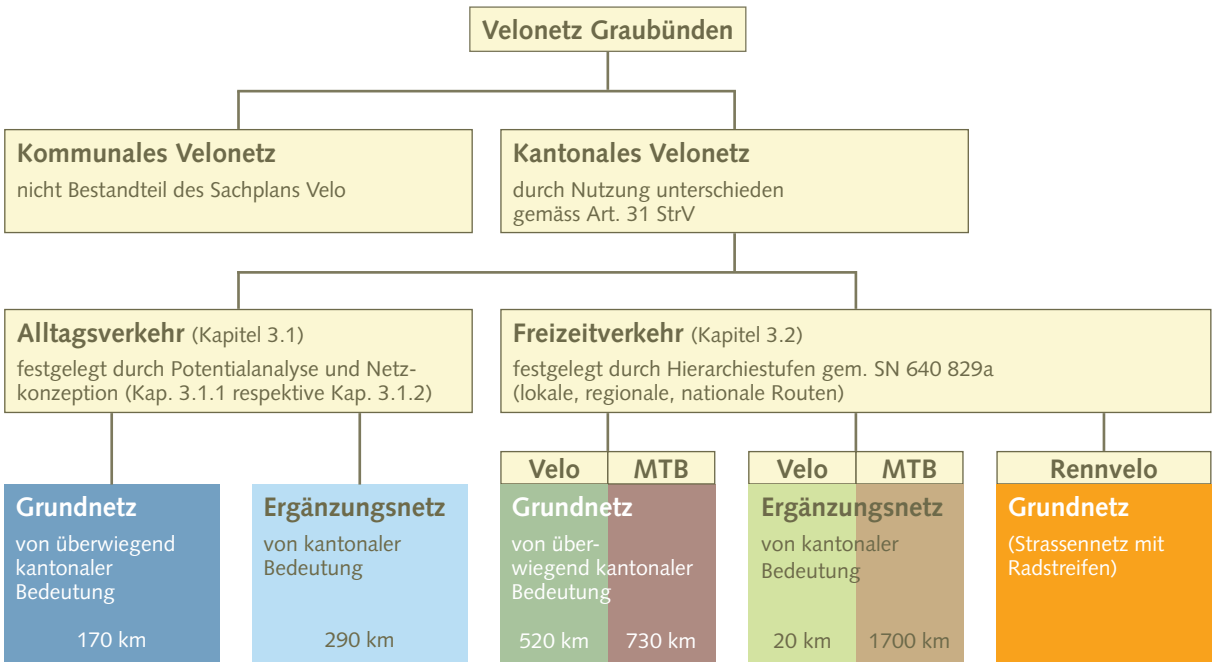 Velonetz Graubünden
Kommunales Velonetz
nicht Bestandteil des Sachplans Velo
Kantonales Velonetz
durch Nutzung unterschieden
gemäss Art. 31 StrV
Alltagsverkehr (Kapitel 3.1)
festgelegt durch Potentialanalyse und Netz-
konzeption (Kap. 3.1.1 respektive Kap. 3.1.2)
Freizeitverkehr (Kapitel 3.2)
festgelegt durch Hierarchiestufen gem. SN 640 829a
(lokale, regionale, nationale Routen)
Grundnetz
von überwiegend
kantonaler
Bedeutung
170 km
Ergänzungsnetz
von kantonaler
Bedeutung
290 km
Velo MTB
Grundnetz
von über-
wiegend kantonaler
Bedeutung
520 km 730 km
Velo MTB
Ergänzungsnetz
von kantonaler
Bedeutung
20 km 1700 km
Rennvelo
Grundnetz
(Strassennetz mit
Radstreifen)